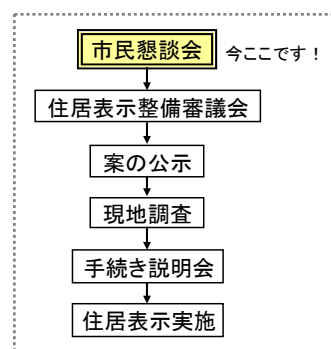 市民懇談会 今ここです！
住居表示整備審議会
案の公示
現地調査
手続き説明会
住居表示実施